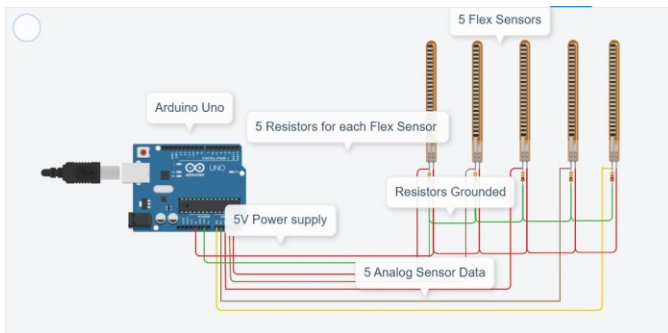 5 Flex Sensors
Arduino Uno
5 Resistors for each Flex Sensor
UNO
Resistors Grounded
5V Power supply
5 Analog Sensor Data